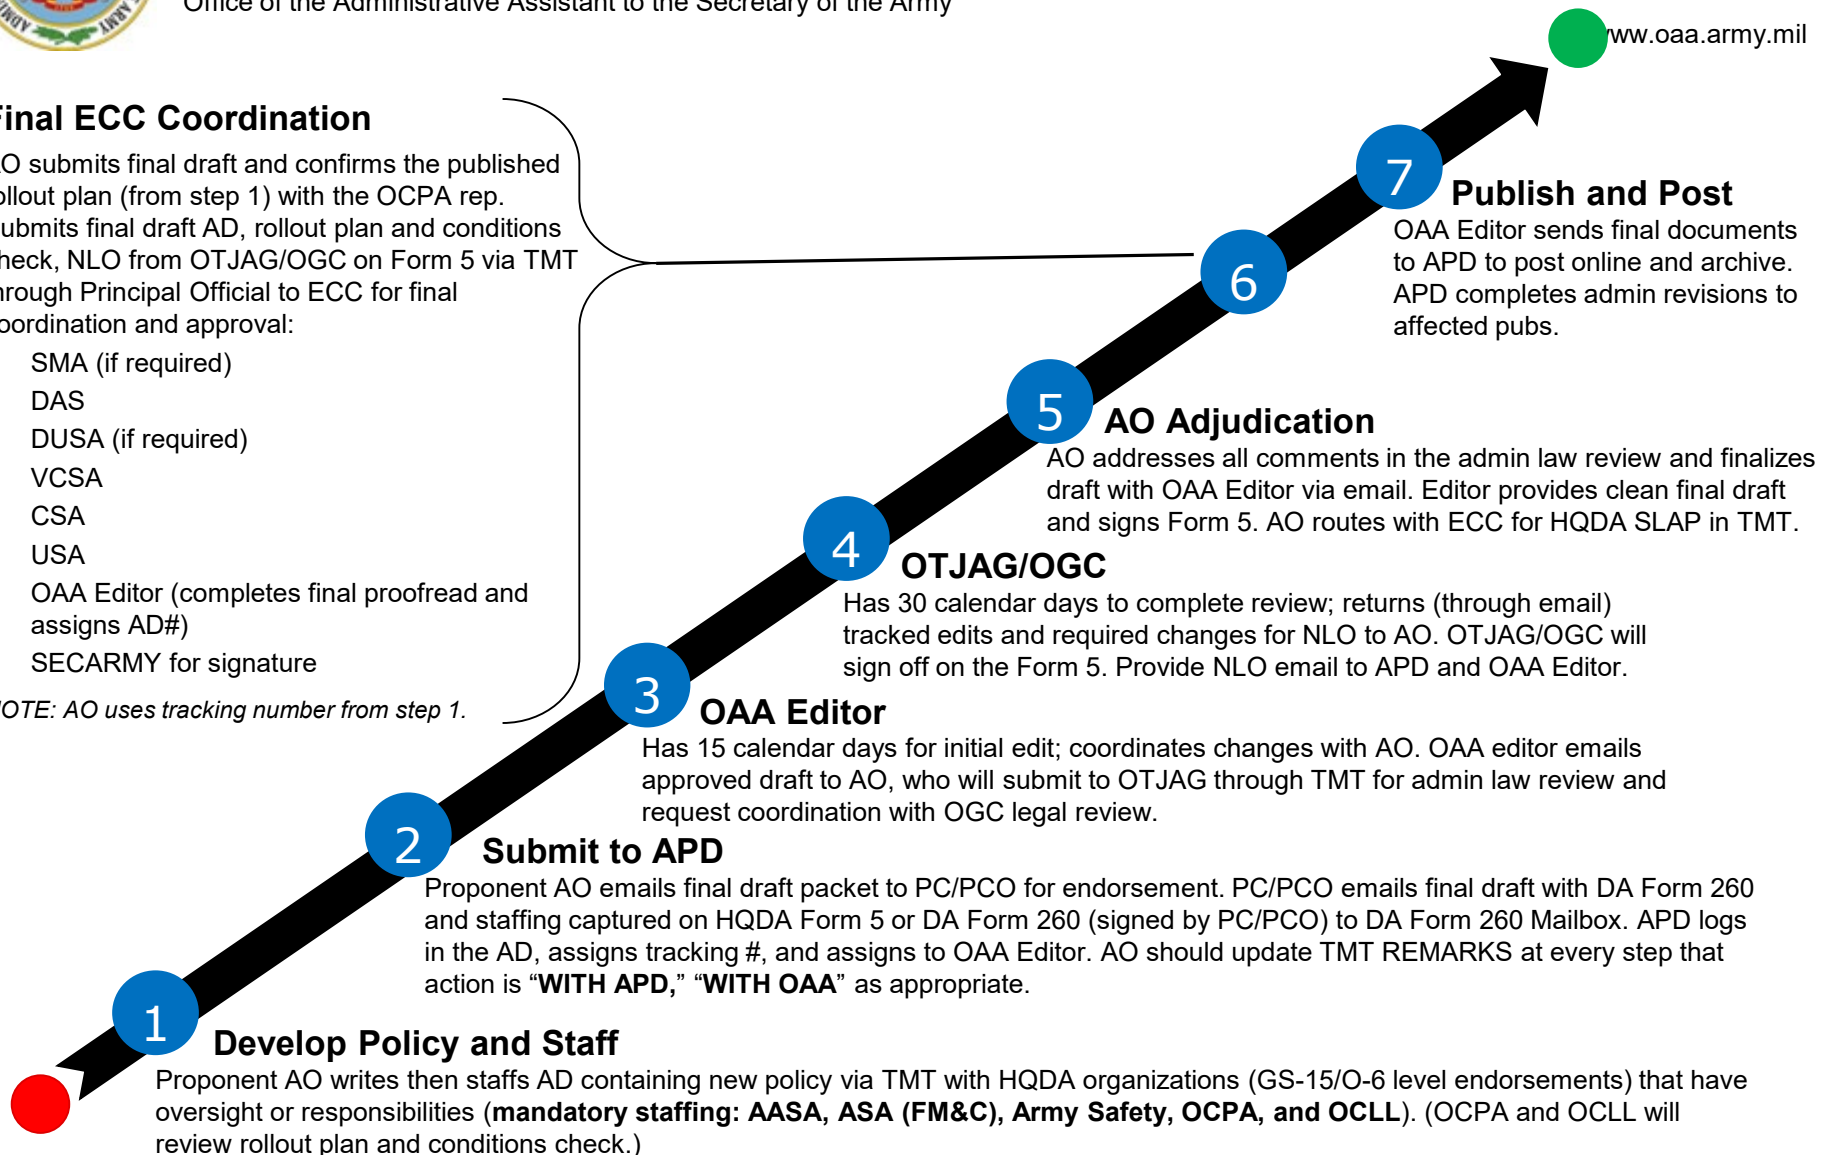 Office of the Administrative Assistant to the Secretary of the Army
www.oaa.army.mil
Final ECC Coordination
AO submits final draft and confirms the published
rollout plan (from step 1) with the OCPA rep.
Submits final draft AD, rollout plan and conditions
check, NLO from OTJAG/OGC on Form 5 via TMT
through Principal Official to ECC for final
coordination and approval:
SMA (if required)
DAS
DUSA (if required)
VCSA
CSA
USA
OAA Editor (completes final proofread and
assigns AD#)
SECARMY for signature
NOTE: AO uses tracking number from step 1.
7
Publish and Post
OAA Editor sends final documents
to APD to post online and archive.
APD completes admin revisions to
affected pubs.
6
5
AO Adjudication
AO addresses all comments in the admin law review and finalizes
draft with OAA Editor via email. Editor provides clean final draft
and signs Form 5. AO routes with ECC for HQDA SLAP in TMT.
4
OTJAG/OGC
Has 30 calendar days to complete review; returns (through email)
tracked edits and required changes for NLO to AO. OTJAG/OGC will
sign off on the Form 5. Provide NLO email to APD and OAA Editor.
3
OAA Editor
Has 15 calendar days for initial edit; coordinates changes with AO. OAA editor emails
approved draft to AO, who will submit to OTJAG through TMT for admin law review and
request coordination with OGC legal review.
2
Submit to APD
Proponent AO emails final draft packet to PC/PCO for endorsement. PC/PCO emails final draft with DA Form 260
and staffing captured on HQDA Form 5 or DA Form 260 (signed by PC/PCO) to DA Form 260 Mailbox. APD logs
in the AD, assigns tracking #, and assigns to OAA Editor. AO should update TMT REMARKS at every step that
action is “WITH APD,” “WITH OAA” as appropriate.
1
Develop Policy and Staff
Proponent AO writes then staffs AD containing new policy via TMT with HQDA organizations (GS-15/O-6 level endorsements) that have
oversight or responsibilities (mandatory staffing: AASA, ASA (FM&C), Army Safety, OCPA, and OCLL). (OCPA and OCLL will
review rollout plan and conditions check.)